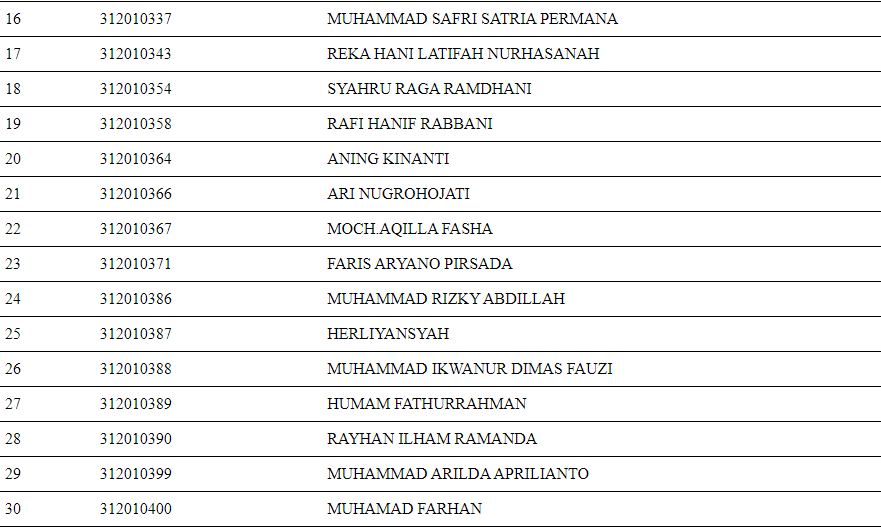 16 312010337 MUHAMMAD SAFRI SATRIA PERMANA
17 312010343 REKA HANI LATIFAH NURHASANAH
18 312010354 SYAHRU RAGA RAMDHANI
19 312010358 RAFI HANIF RABBANI
20 312010364 ANING KINANTI
21 312010366 ARI NUGROHOJATI
22 312010367 MOCH.AQILLA FASHA
23 312010371 FARIS ARYANO PIRSADA
24 312010386 MUHAMMAD RIZKY ABDILLAH
25 312010387 HERLIYANSYAH
26 312010388 MUHAMMAD IKWANUR DIMAS FAUZI
27 312010389 HUMAM FATHURRAHMAN
28 312010390 RAYHAN ILHAM RAMANDA
29 312010399 MUHAMMAD ARILDA APRILIANTO
30 312010400 MUHAMAD FARHAN